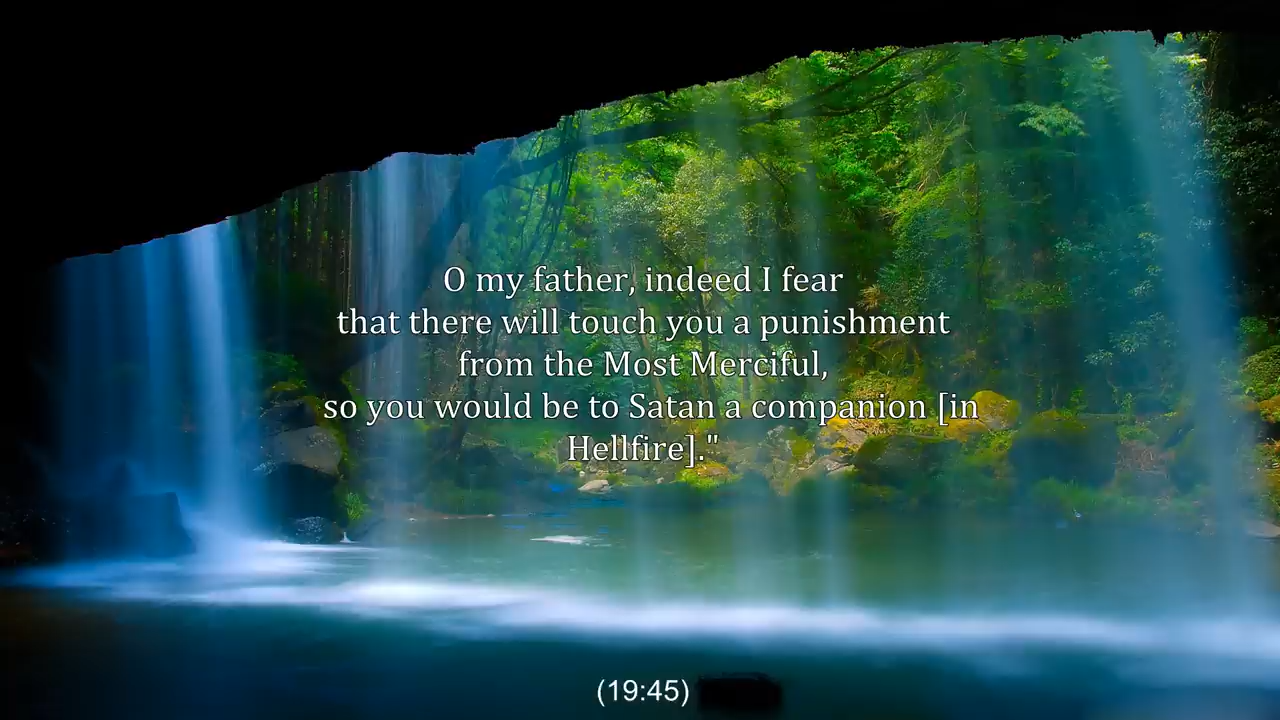 O my father, indeed I fear
that there will touch you a punishment
from the Most Merciful,
so you would be to Satan a companion [in
Hellfire]."
(19:45)